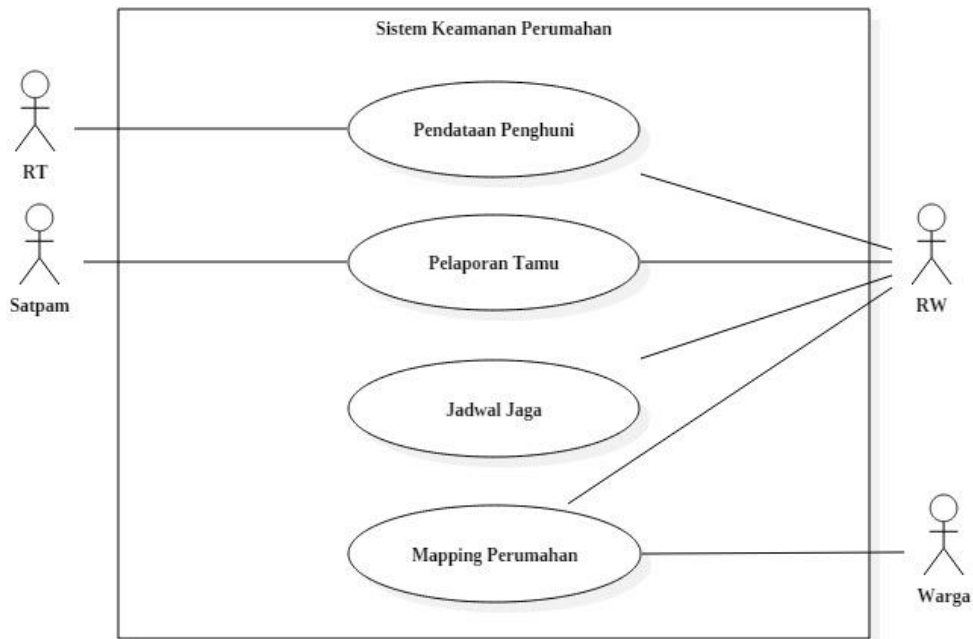 Sistem Keamanan Perumahan
Pendataan Penghuni
RT
Pelaporan Tamu
Satpam
RW
Jadwal Jaga
Mapping Perumahan
Warga